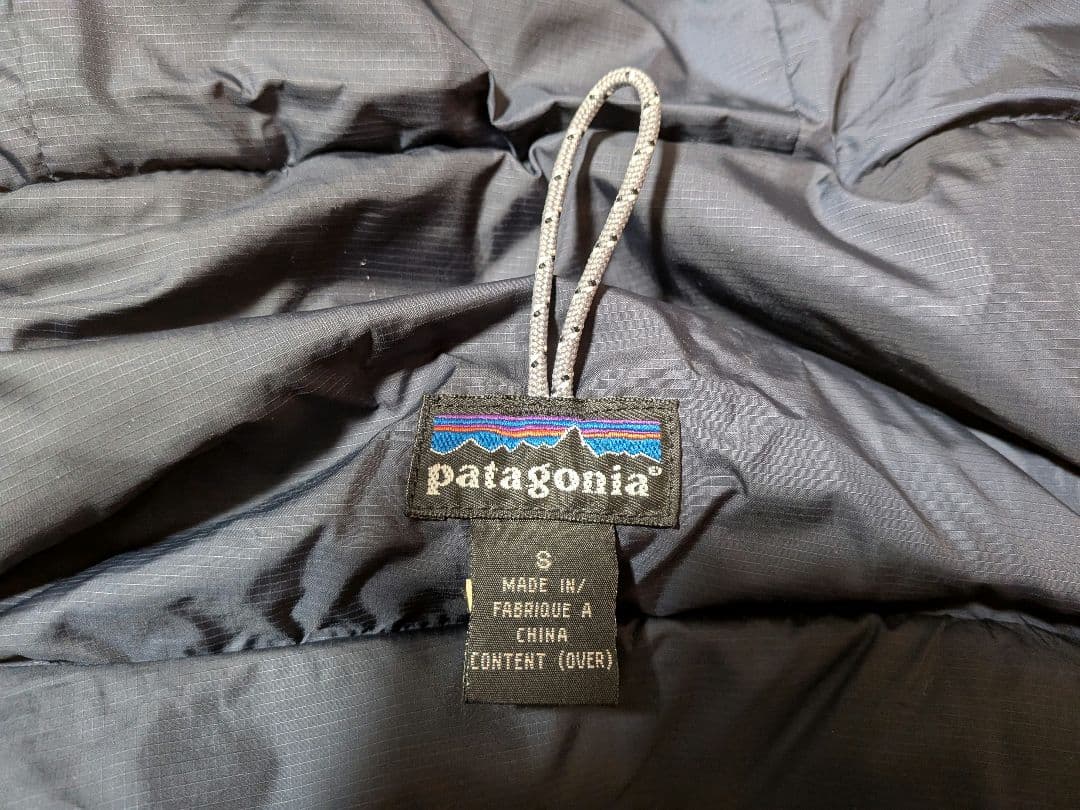 patagonia®
S
MADE IN/
FABRIQUE A
CHINA
CONTENT (OVER)